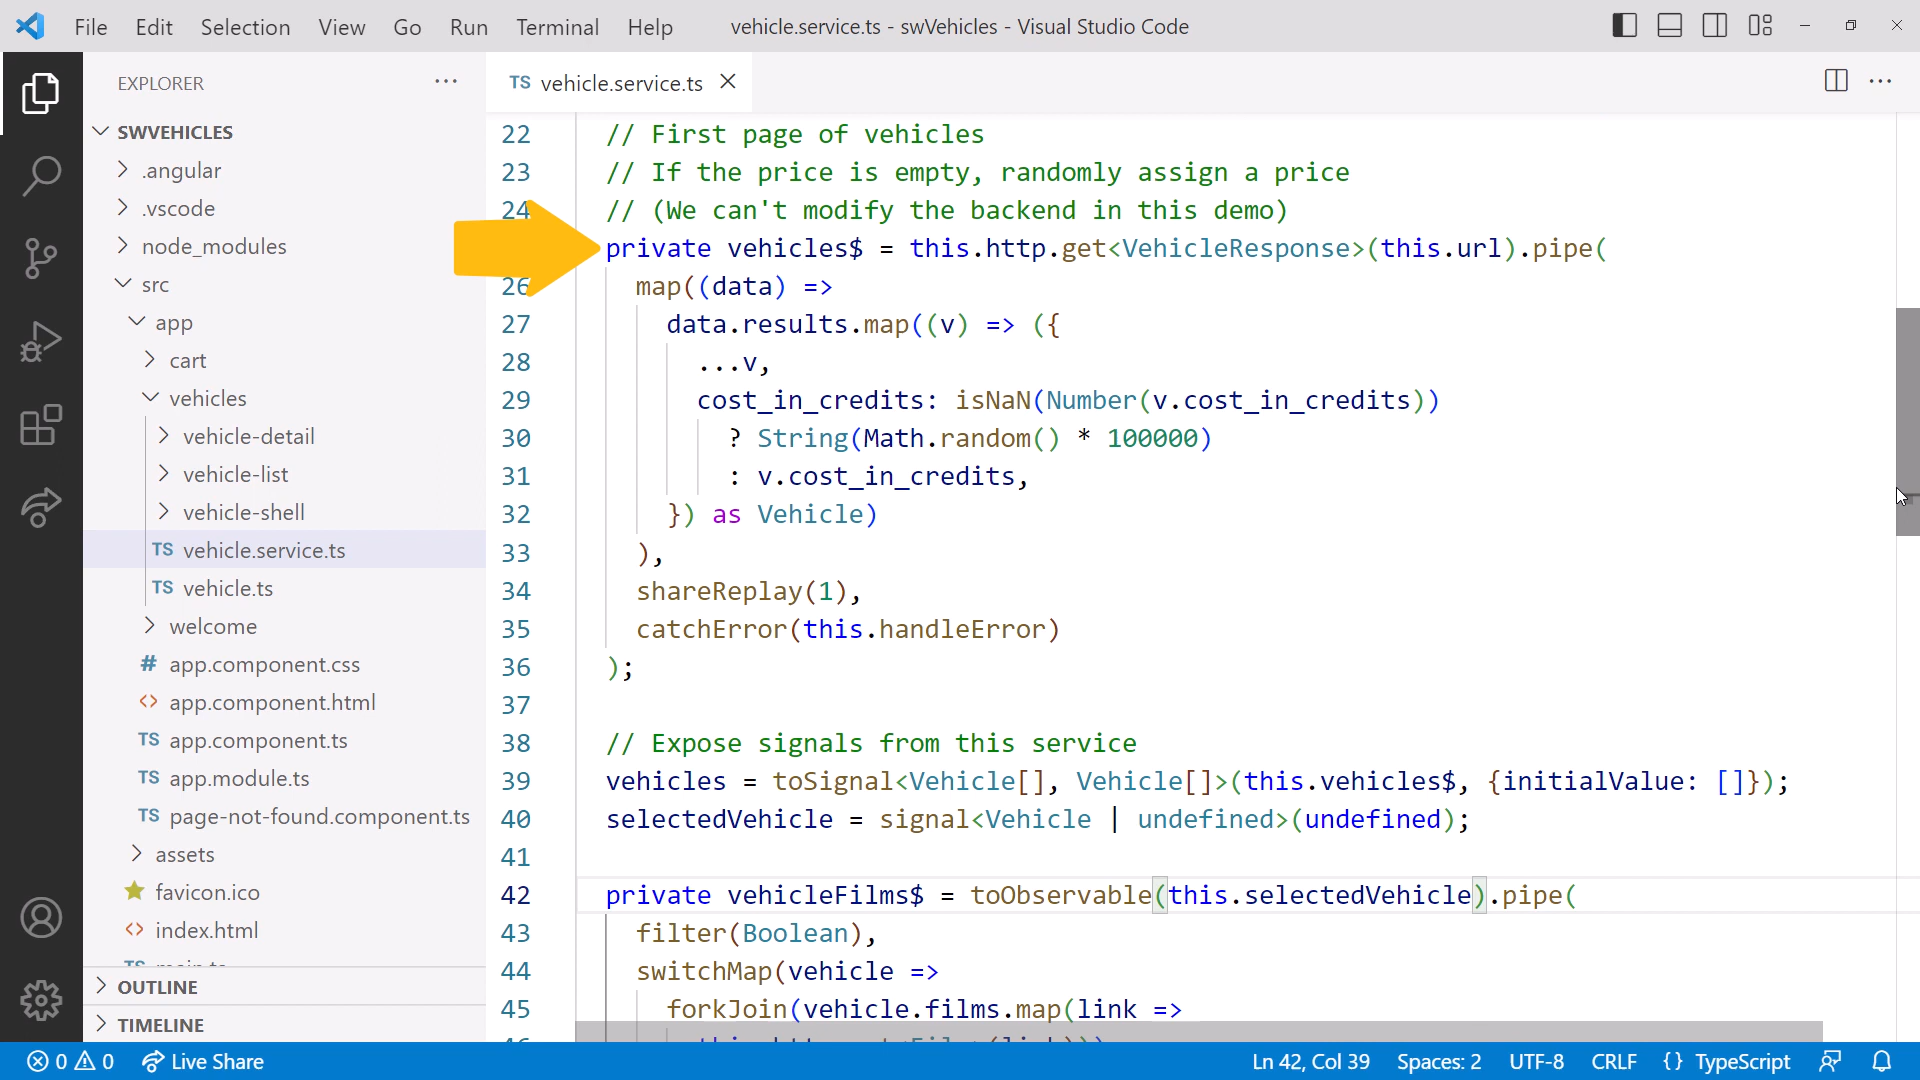 File Edit Selection View Go Run Terminal Help
vehicle.service.ts - swVehicles - Visual Studio Code
EXPLORER
SWVEHICLES
.angular
.vscode
node_modules
src
app
cart
vehicles
vehicle-detail
vehicle-list
vehicle-shell
TS vehicle.service.ts
TS vehicle.ts
welcome
# app.component.css
<> app.component.html
TS app.component.ts
TS app.module.ts
TS page-not-found.component.ts
assets
favicon.ico
<> index.html
OUTLINE
TIMELINE
TS vehicle.service.ts
22 // First page of vehicles
23 // If the price is empty, randomly assign a price
24 // (We can't modify the backend in this demo)
private vehicles$ = this.http.get<VehicleResponse>(this.url).pipe(
26 map((data) =>
27 data.results.map((v) => ({
28 ...v,
29 cost_in_credits: isNaN(Number(v.cost_in_credits))
30 ? String(Math.random() * 100000)
31 : v.cost_in_credits,
32 }) as Vehicle)
33 ),
34 shareReplay(1),
35 catchError(this.handleError)
36 );
37
38 // Expose signals from this service
39 vehicles = toSignal<Vehicle[], Vehicle[]>(this.vehicles$, {initialValue: []});
40 selectedVehicle = signal<Vehicle | undefined>(undefined);
41
42 private vehicleFilms$ = toObservable(this.selectedVehicle).pipe(
43 filter(Boolean),
44 switchMap(vehicle =>
45 forkJoin(vehicle.films.map(link =>
0 0 Live Share
Ln 42, Col 39 Spaces: 2 UTF-8 CRLF {} TypeScript